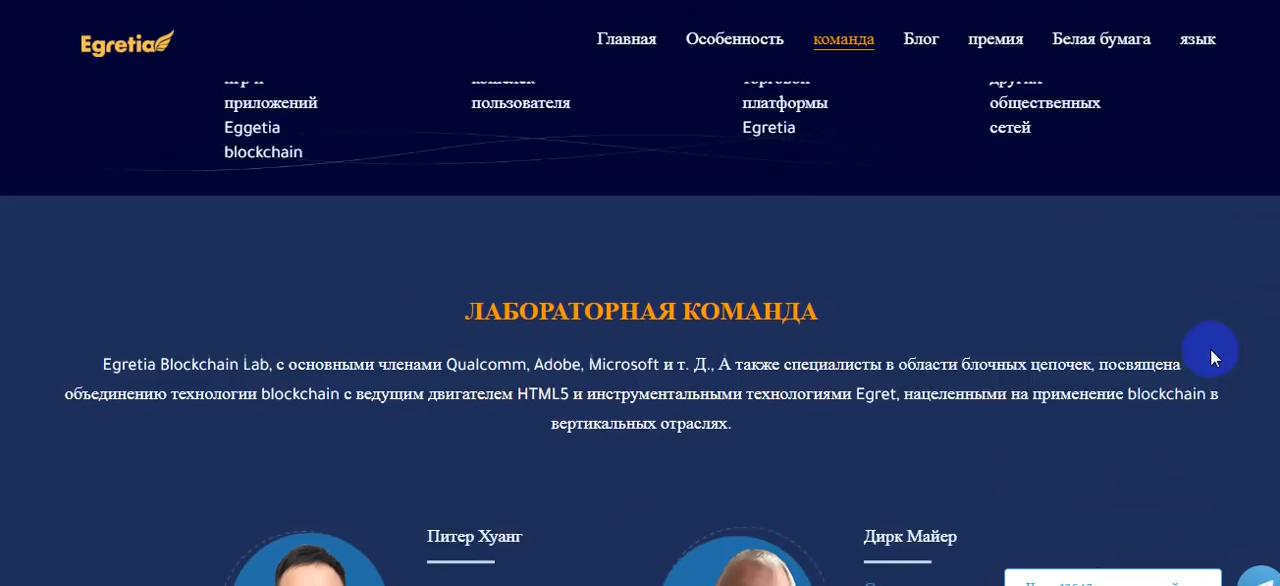 Egretia
Главная Особенность команда Блог премия Белая бумага язык
приложений
Eggetia
blockchain
пользователя
платформы
Egretia
общественных
сетей
ЛАБОРАТОРНАЯ КОМАНДА
Egretia Blockchain Lab, с основными членами Qualcomm, Adobe, Microsoft и т. Д., А также специалисты в области блочных цепочек, посвящена
объединению технологии blockchain с ведущим двигателем HTML5 и инструментальными технологиями Egret, нацеленными на применение blockchain в
вертикальных отраслях.
Питер Хуанг
Дирк Майер